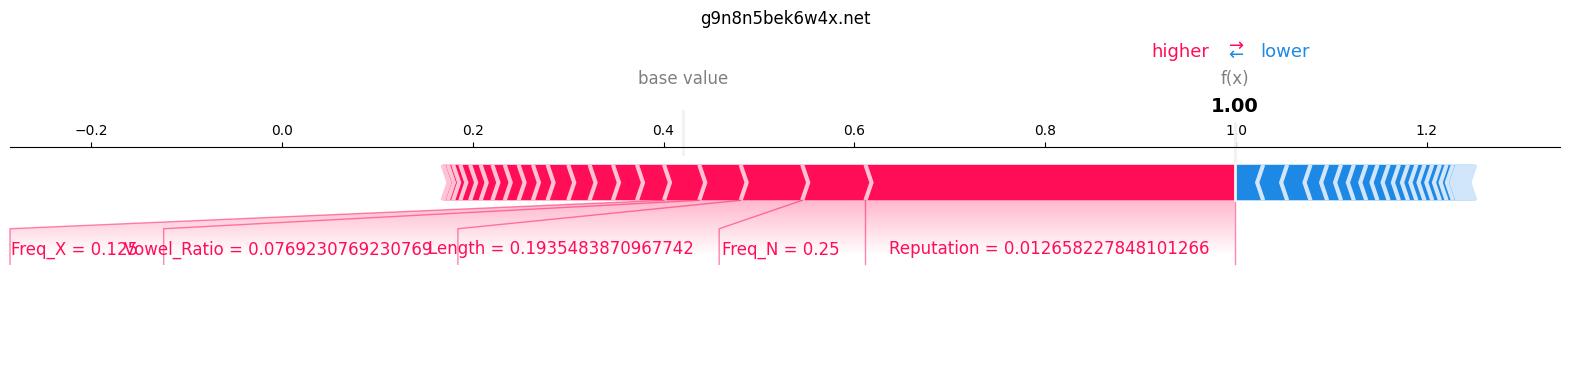 g9n8n5bek6w4x.net
higher ⇄ lower
base value f(x)
1.00
−0.2 0.0 0.2 0.4 0.6 0.8 1.0 1.2
Freq_X = 0.125 Vowel_Ratio = 0.0769230769230769 Length = 0.1935483870967742 Freq_N = 0.25 Reputation = 0.012658227848101266